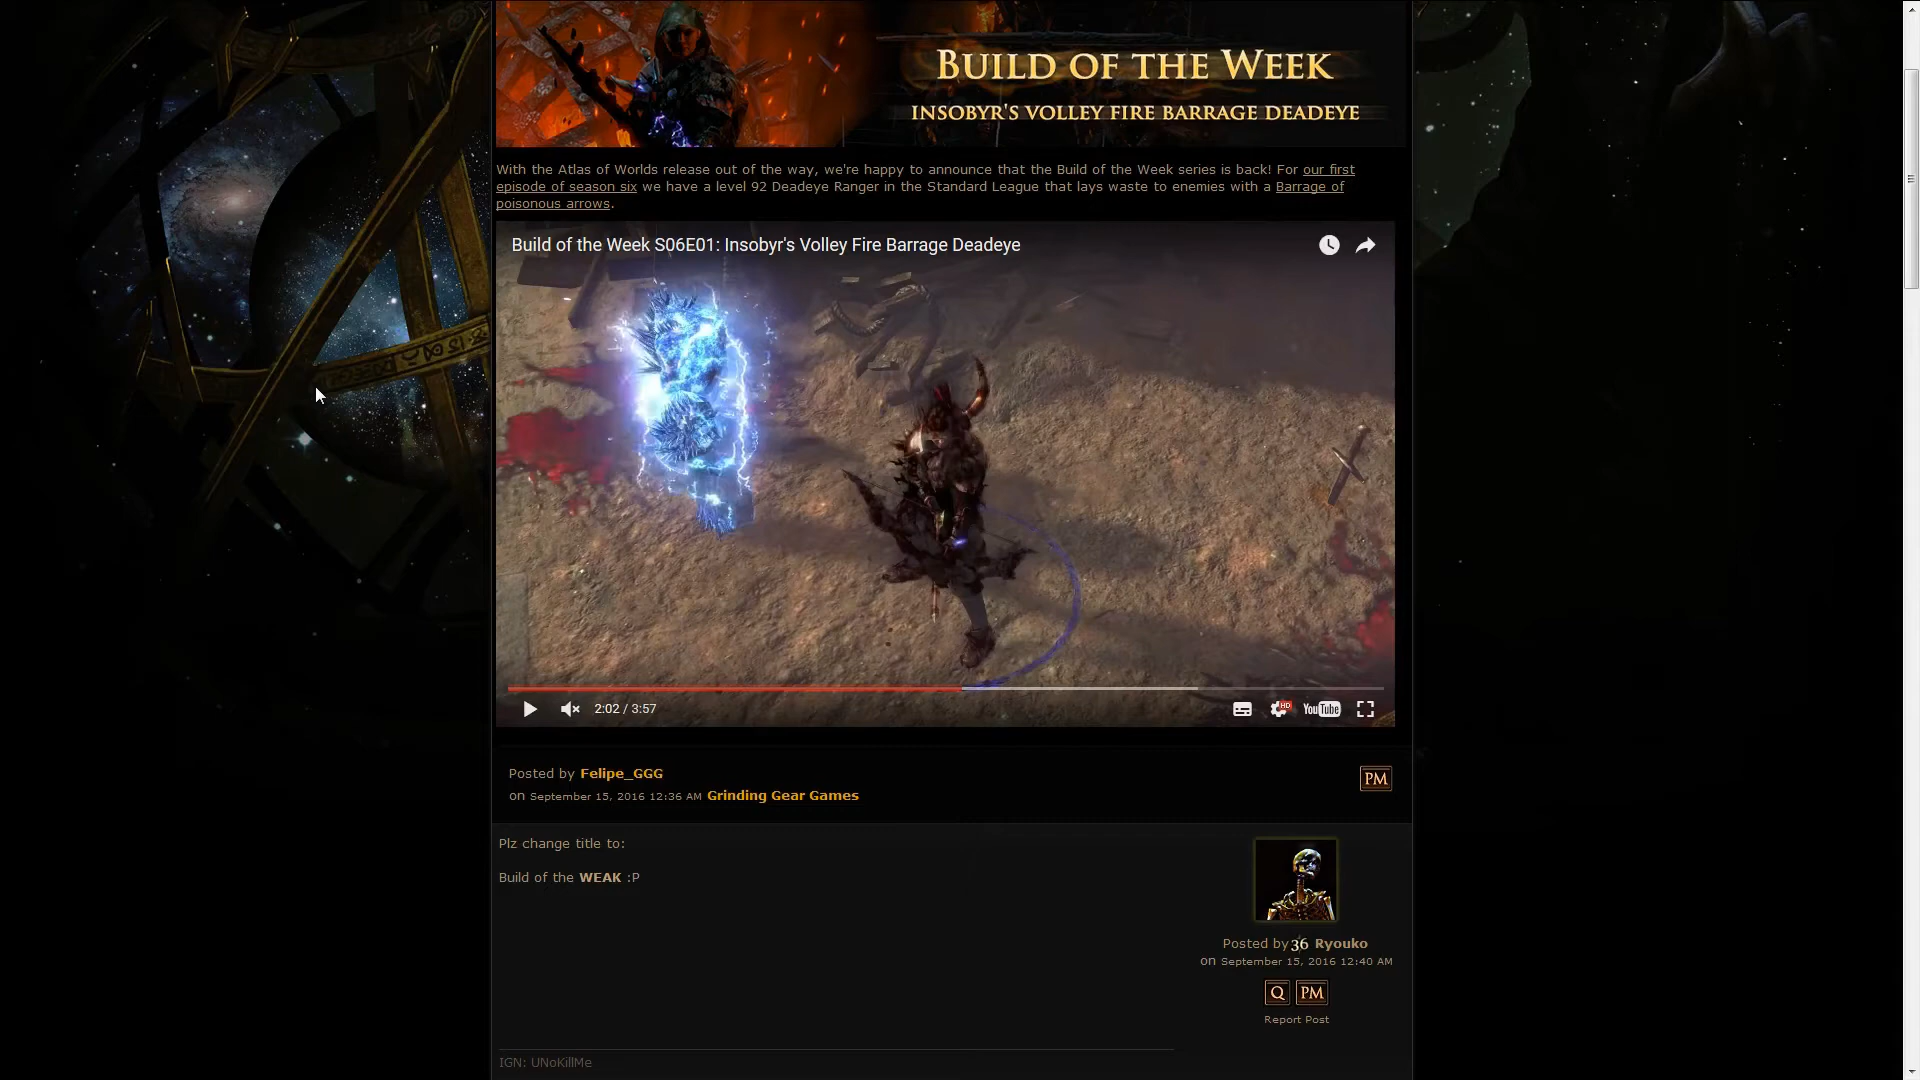 BUILD OF THE WEEK
INSOBYR'S VOLLEY FIRE BARRAGE DEADEYE
With the Atlas of Worlds release out of the way, we're happy to announce that the Build of the Week series is back! For our first
episode of season six we have a level 92 Deadeye Ranger in the Standard League that lays waste to enemies with a Barrage of
poisonous arrows.
Build of the Week S06E01: Insobyr's Volley Fire Barrage Deadeye
2:02 / 3:57
HD
YouTube
Posted by Felipe_GGG
on September 15, 2016 12:36 AM Grinding Gear Games
PM
Plz change title to:
Build of the WEAK :P
Posted by 36 Ryouko
on September 15, 2016 12:40 AM
Q PM
Report Post
IGN: UNoKillMe